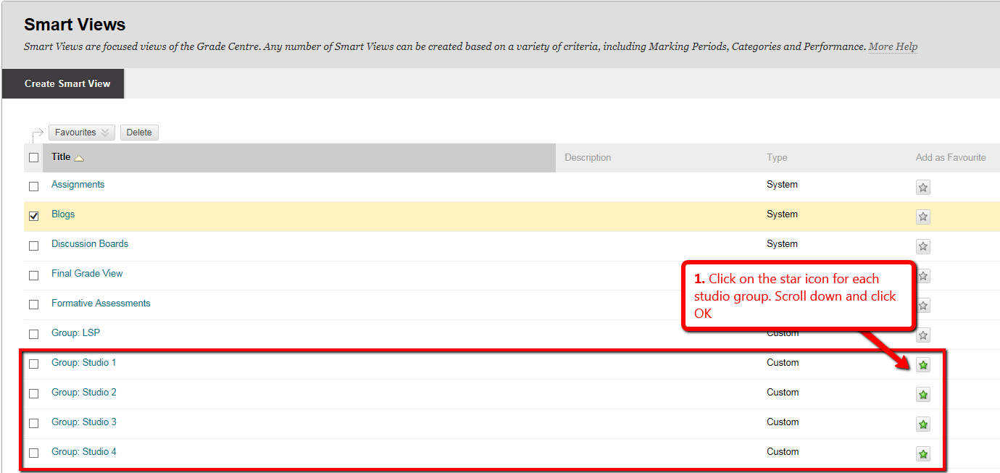 Smart Views
Smart Views are focused views of the Grade Centre. Any number of Smart Views can be created based on a variety of criteria, including Marking Periods, Categories and Performance. More Help
Create Smart View
Favourites Delete
Title Description Type Add as Favourite
Assignments System
Blogs System
Discussion Boards System
Final Grade View
Formative Assessments
Group: LSP Custom
1. Click on the star icon for each
studio group. Scroll down and click
OK
Group: Studio 1 Custom
Group: Studio 2 Custom
Group: Studio 3 Custom
Group: Studio 4 Custom